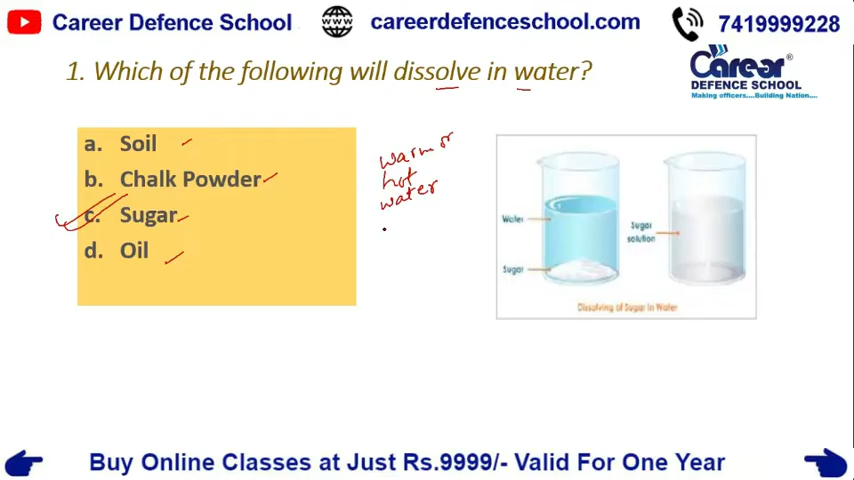 Career Defence School
careerdefenceschool.com
7419999228
1. Which of the following will dissolve in water?
Carear®
DEFENCE SCHOOL
Making officers....Building Nation....
a. Soil
b. Chalk Powder
c. Sugar
d. Oil
warm or
hot
water
Water
Sugar
Sugar
solution
Dissolving of Sugar in Water
Buy Online Classes at Just Rs.9999/- Valid For One Year